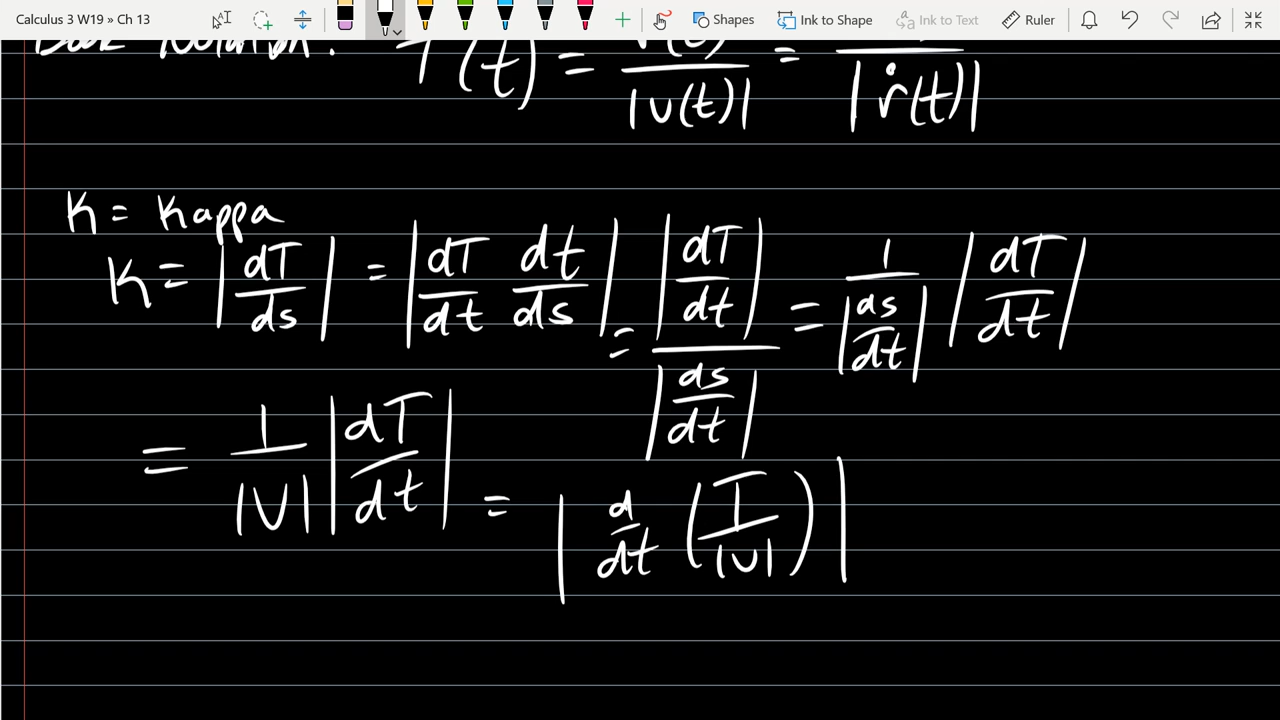 Calculus 3 W19 » Ch 13
Ink to Shape
Shapes
Ink to Text
Ruler
T(t) = v(t) / |v(t)| = / |ṙ(t)|
K = Kappa
K = |dT/ds| = |dT/dt dt/ds| = |dT/dt| / |ds/dt| = 1/|ds/dt| |dT/dt|
= 1/|V| |dT/dt| = |d/dt (T/|V|)|